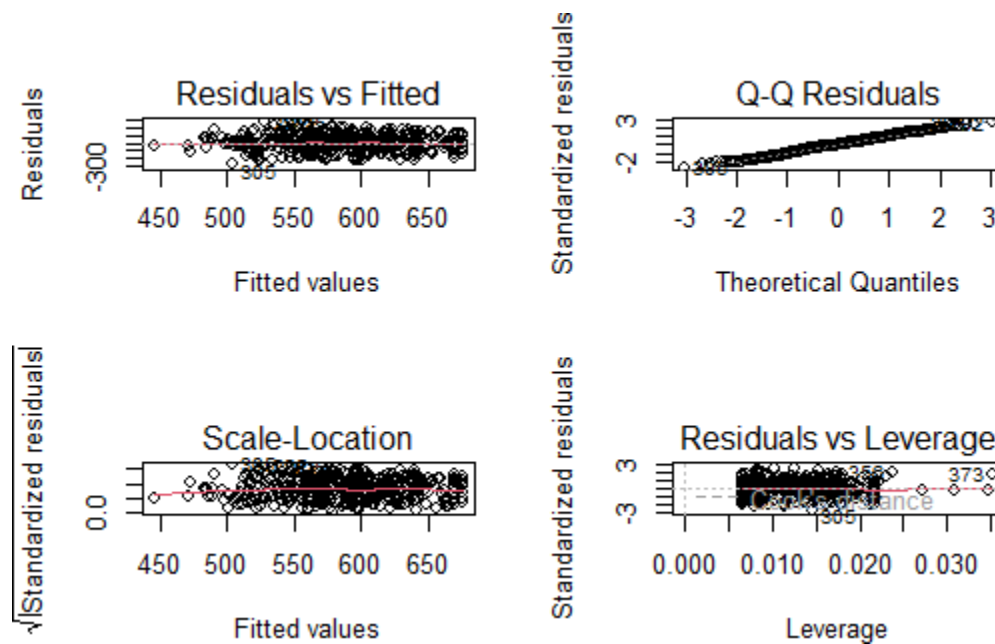 Residuals vs Fitted
Residuals
-300
305
450 500 550 600 650
Fitted values
Q-Q Residuals
Standardized residuals
3
-2
-3 -2 -1 0 1 2 3
Theoretical Quantiles
Scale-Location
√|Standardized residuals|
0.0
450 500 550 600 650
Fitted values
Residuals vs Leverage
Standardized residuals
3
-3
373
Cook's distance
305
0.000 0.010 0.020 0.030
Leverage